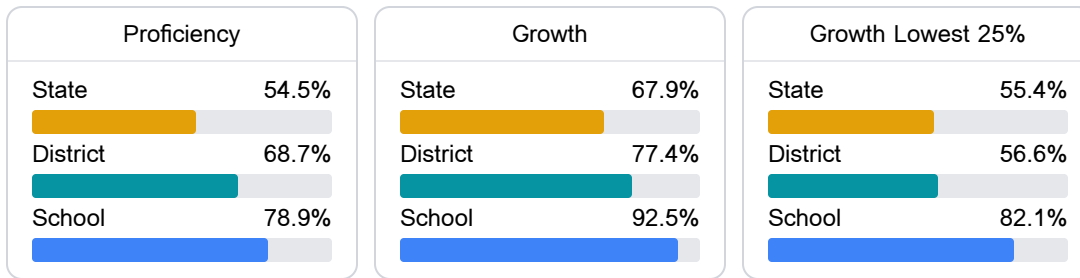 Proficiency
State 54.5%
District 68.7%
School 78.9%
Growth
State 67.9%
District 77.4%
School 92.5%
Growth Lowest 25%
State 55.4%
District 56.6%
School 82.1%